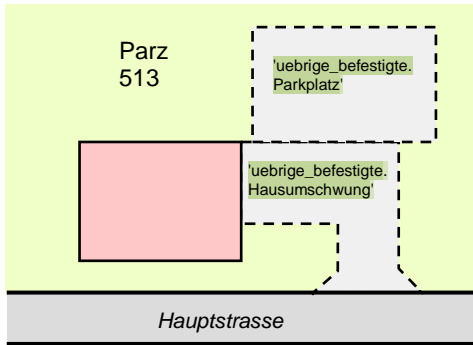 Parz
513
'uebrige_befestigte.
Parkplatz'
'uebrige_befestigte.
Hausumschwung'
Hauptstrasse